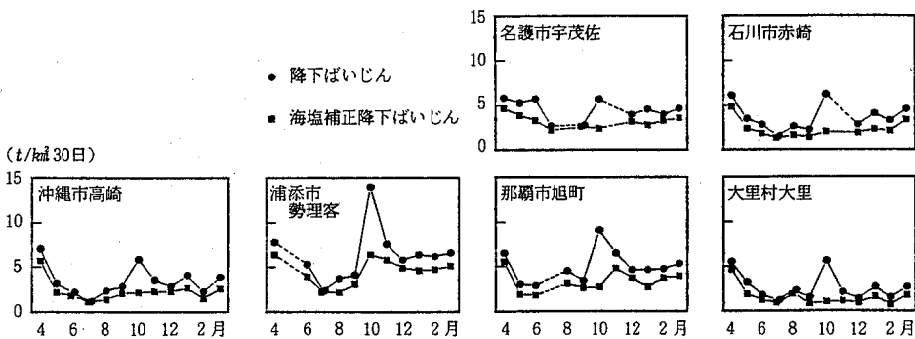 名護市宇茂佐
石川市赤崎
● 降下ばいじん
■ 海塩補正降下ばいじん
15
10
5
0
(t/k㎡ 30日)
沖縄市高崎
浦添市
勢理客
那覇市旭町
大里村大里
15
10
5
0
4 6 8 10 12 2 月
4 6 8 10 12 2 月
4 6 8 10 12 2 月
4 6 8 10 12 2 月